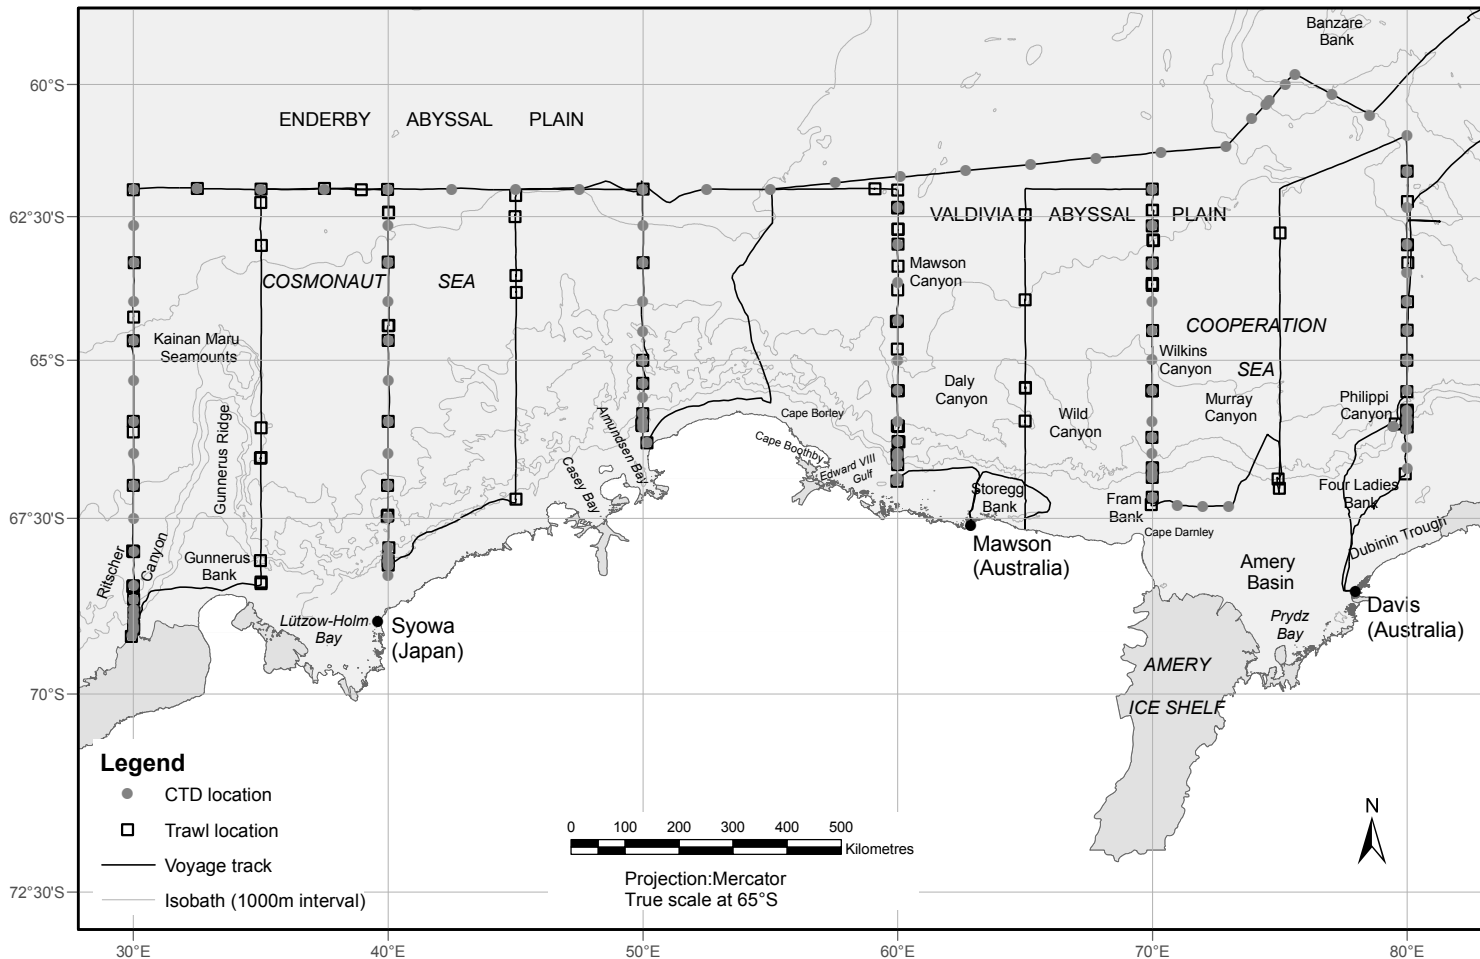 Banzare
Bank
60°S
ENDERBY ABYSSAL PLAIN
62°30'S
VALDIVIA ABYSSAL PLAIN
COSMONAUT SEA
Mawson
Canyon
COOPERATION
SEA
Kainan Maru
Seamounts
65°S
Wilkins
Canyon
Daly
Canyon
Wild
Canyon
Murray
Canyon
Philippi
Canyon
Gunnerus Ridge
Amundsen Bay
Casey Bay
Cape Borley
Cape Boothby
Edward VIII
Gulf
Storegg
Bank
Fram
Bank
Cape Darnley
Four Ladies
Bank
67°30'S
Dubinin Trough
Ritscher
Canyon
Gunnerus
Bank
Mawson
(Australia)
Amery
Basin
Davis
(Australia)
Prydz
Bay
Lützow-Holm
Bay
Syowa
(Japan)
AMERY
ICE SHELF
70°S
Legend
CTD location
Trawl location
Voyage track
Isobath (1000m interval)
0 100 200 300 400 500
Kilometres
Projection:Mercator
True scale at 65°S
N
72°30'S
30°E 40°E 50°E 60°E 70°E 80°E